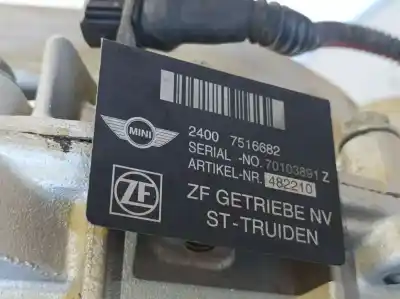 MINI
2400 7516682
SERIAL -NO. 70103891 Z
ARTIKEL-NR. 482210
ZF
ZF GETRIEBE NV
ST-TRUIDEN